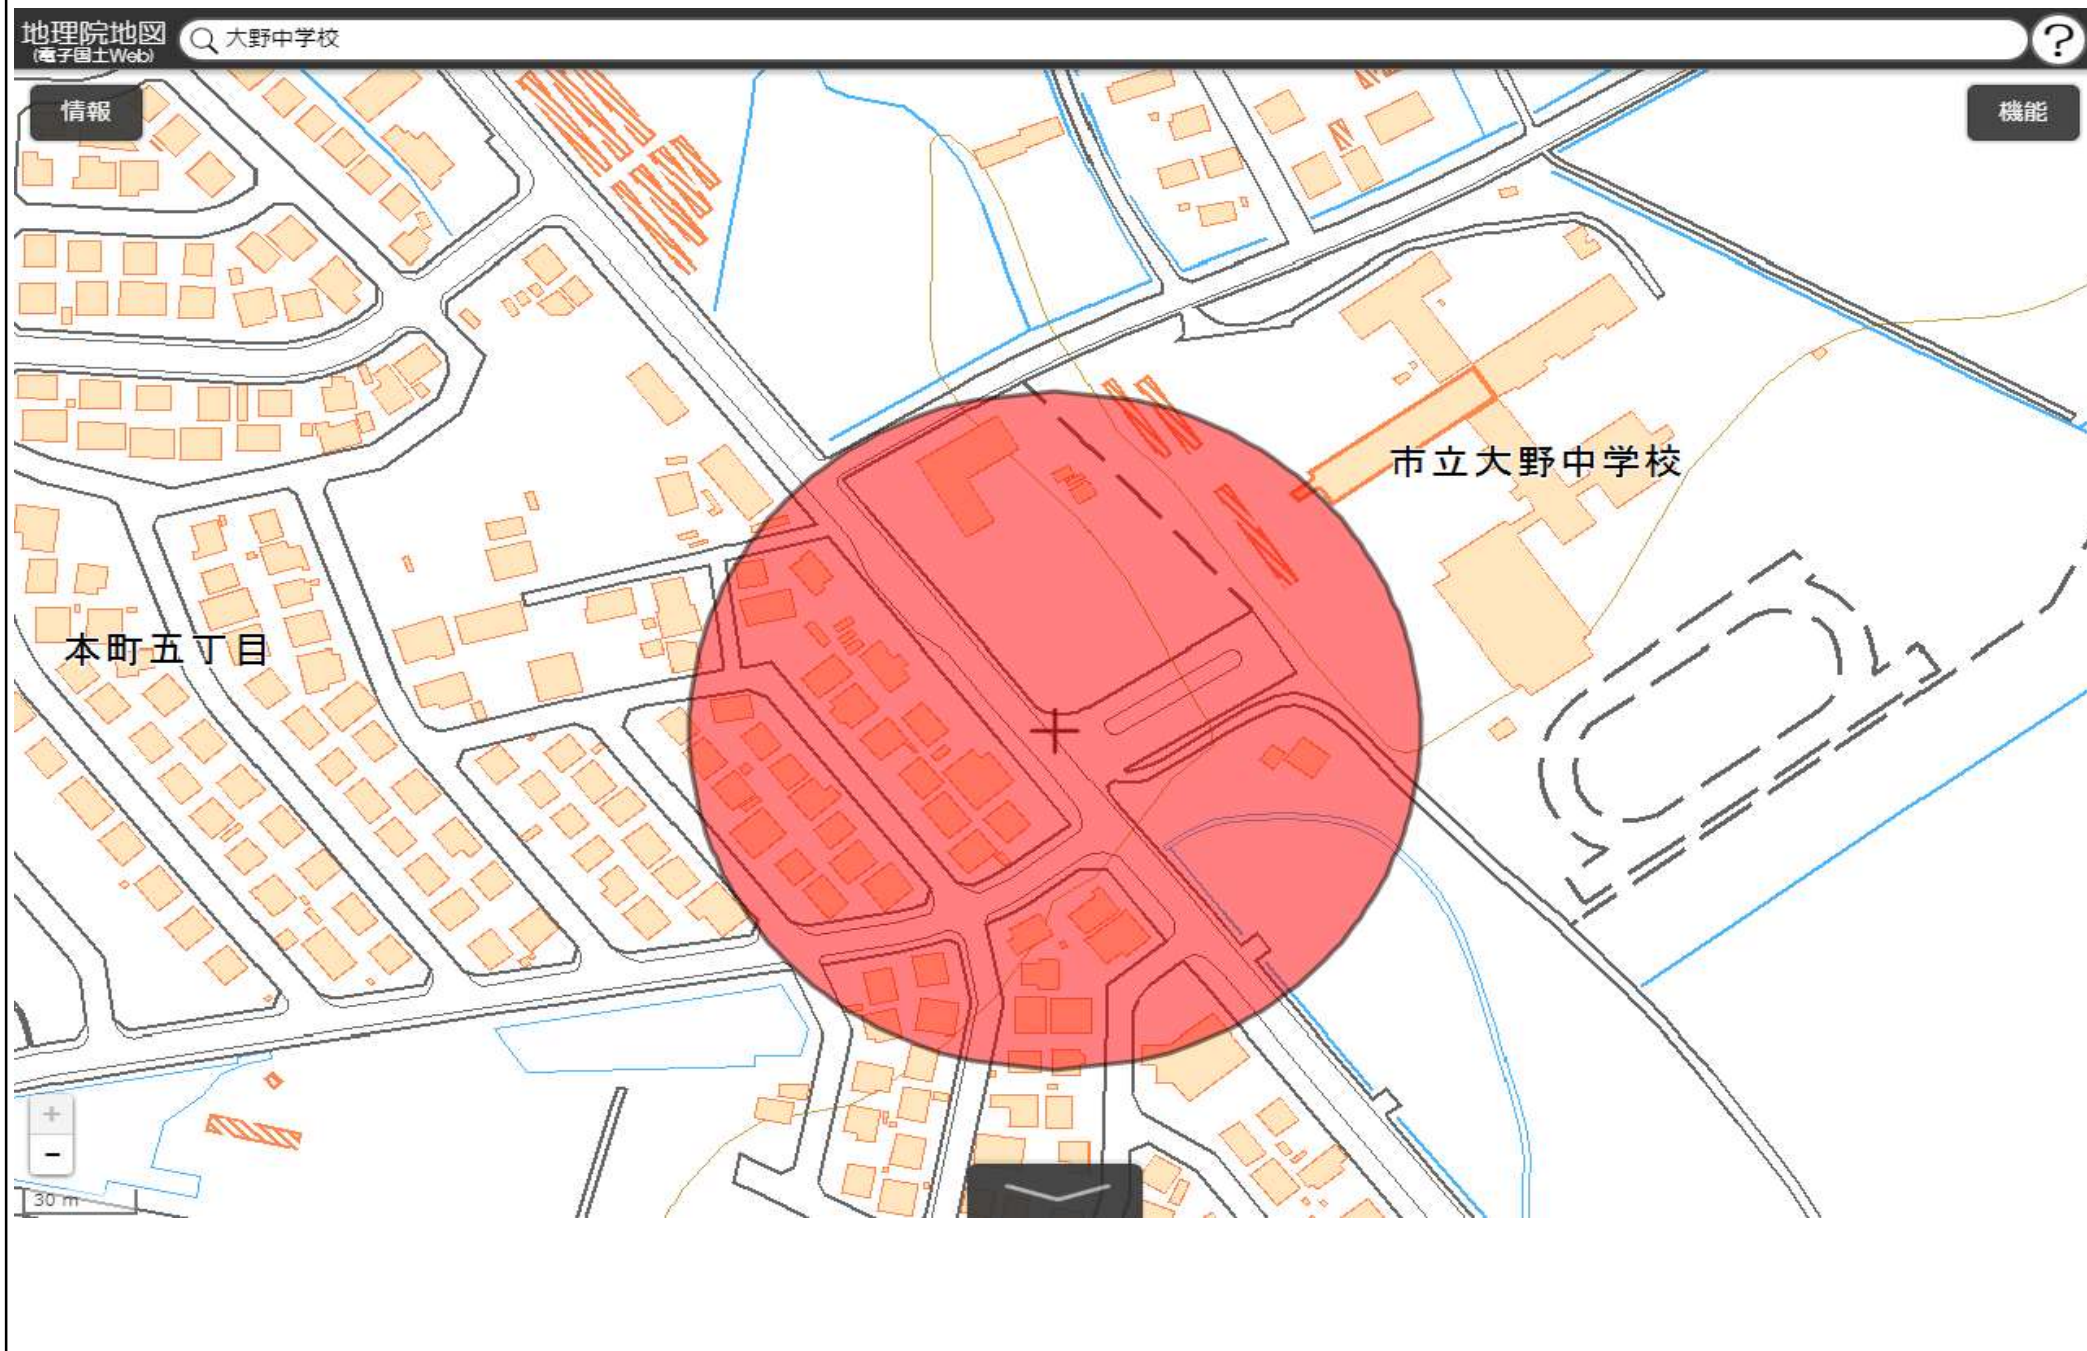 地理院地図
(電子国土Web)
大野中学校
?
情報
機能
市立大野中学校
本町五丁目
+
-
30 m